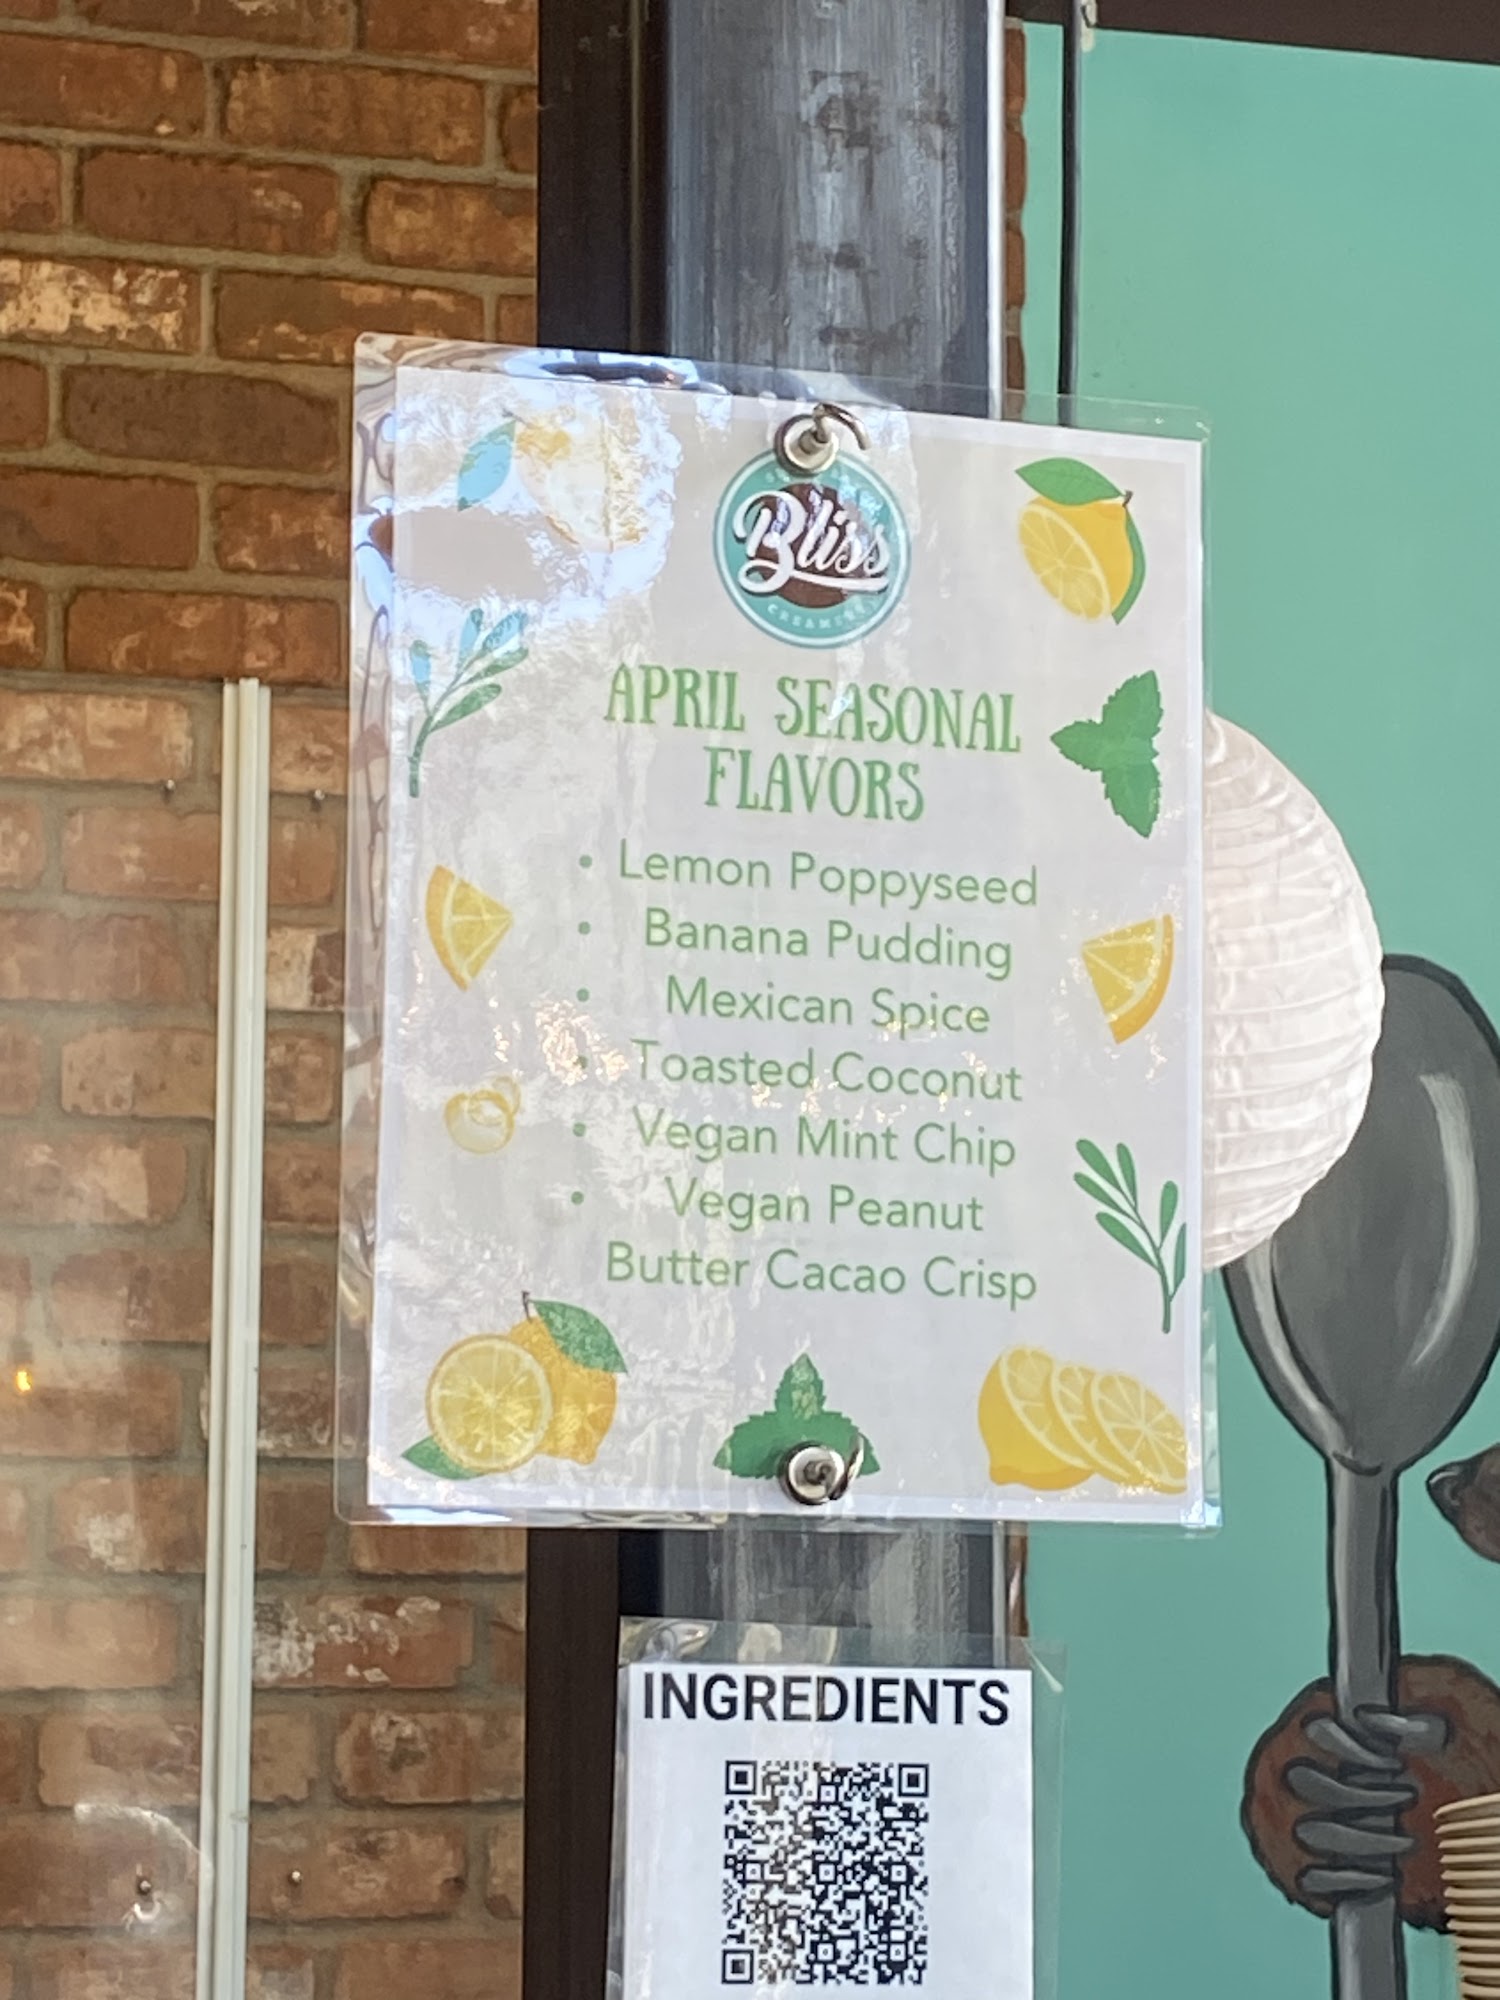 Bliss
CREAMERY
APRIL SEASONAL
FLAVORS
• Lemon Poppyseed
• Banana Pudding
• Mexican Spice
• Toasted Coconut
• Vegan Mint Chip
• Vegan Peanut
Butter Cacao Crisp
INGREDIENTS